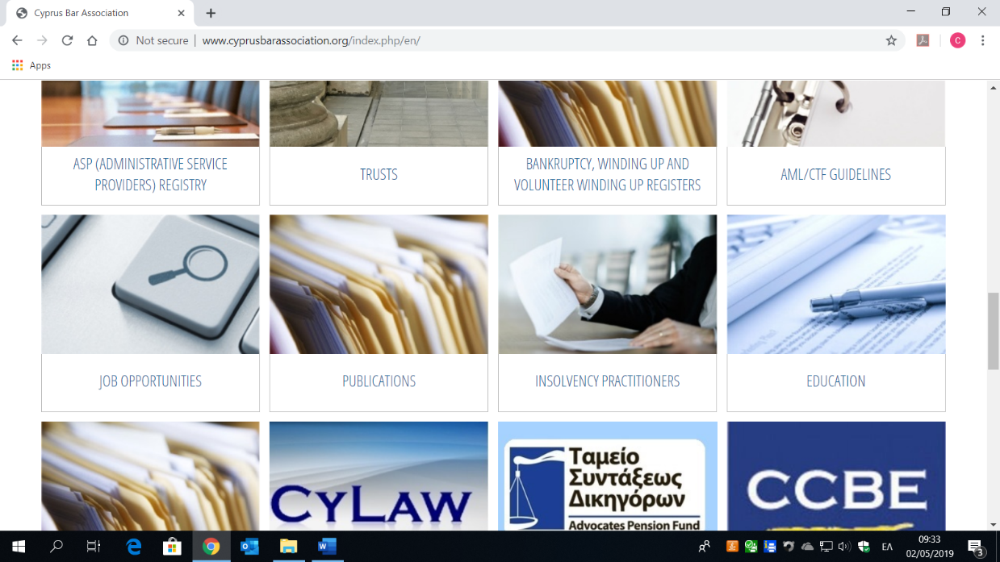 Cyprus Bar Association
Not secure | www.cyprusbarassociation.org/index.php/en/
C
Apps
ASP (ADMINISTRATIVE SERVICE
PROVIDERS) REGISTRY
TRUSTS
BANKRUPTCY, WINDING UP AND
VOLUNTEER WINDING UP REGISTERS
AML/CTF GUIDELINES
JOB OPPORTUNITIES
PUBLICATIONS
INSOLVENCY PRACTITIONERS
EDUCATION
CYLAW
Ταμείο
Συντάξεως
Δικηγόρων
Advocates Pension Fund
CCBE
ΕΛ
09:33
02/05/2019
3